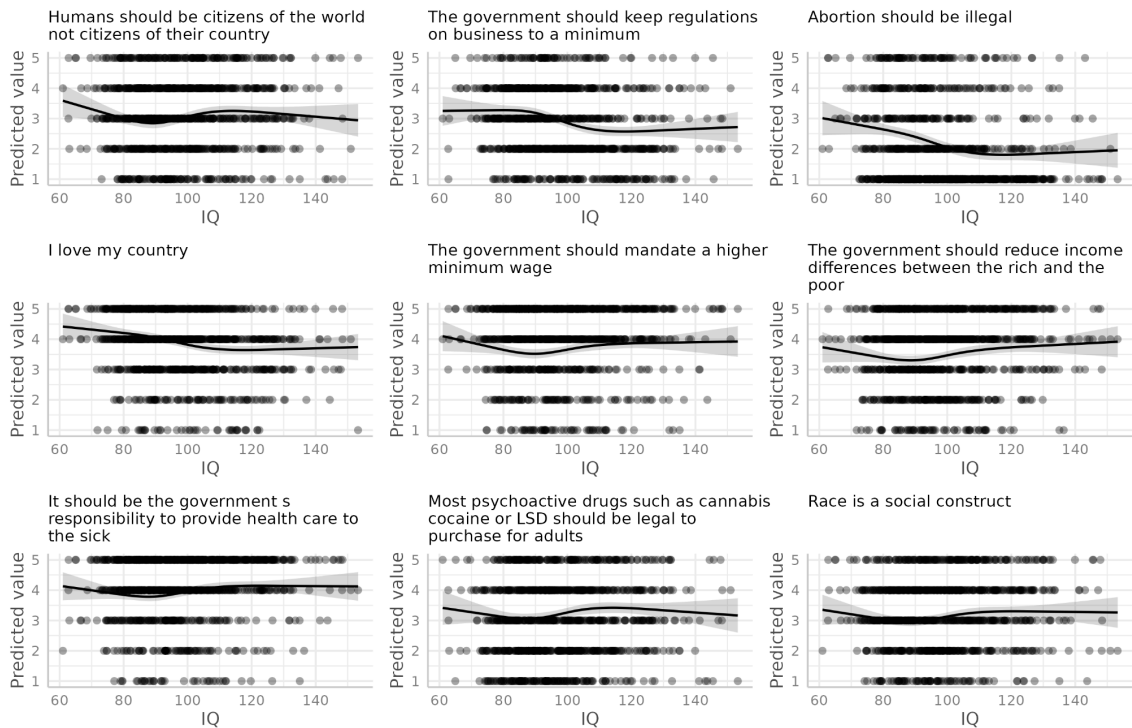 Humans should be citizens of the world
not citizens of their country
Predicted value
5
4
3
2
1
60
80
100
120
140
IQ
The government should keep regulations
on business to a minimum
Predicted value
5
4
3
2
1
60
80
100
120
140
IQ
Abortion should be illegal
Predicted value
5
4
3
2
1
60
80
100
120
140
IQ
I love my country
Predicted value
5
4
3
2
1
60
80
100
120
140
IQ
The government should mandate a higher
minimum wage
Predicted value
5
4
3
2
1
60
80
100
120
140
IQ
The government should reduce income
differences between the rich and the
poor
Predicted value
5
4
3
2
1
60
80
100
120
140
IQ
It should be the government s
responsibility to provide health care to
the sick
Predicted value
5
4
3
2
1
60
80
100
120
140
IQ
Most psychoactive drugs such as cannabis
cocaine or LSD should be legal to
purchase for adults
Predicted value
5
4
3
2
1
60
80
100
120
140
IQ
Race is a social construct
Predicted value
5
4
3
2
1
60
80
100
120
140
IQ